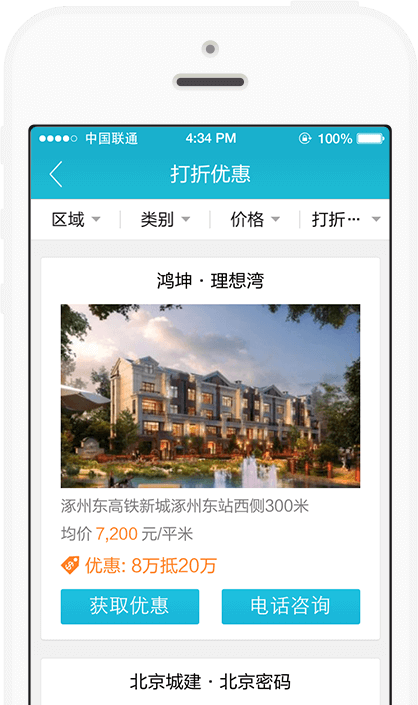 中国联通 4:34 PM 100%
打折优惠
区域 类别 价格 打折···
鸿坤·理想湾
涿州东高铁新城涿州东站西侧300米
均价 7,200 元/平米
优惠: 8万抵20万
获取优惠 电话咨询
北京城建·北京密码